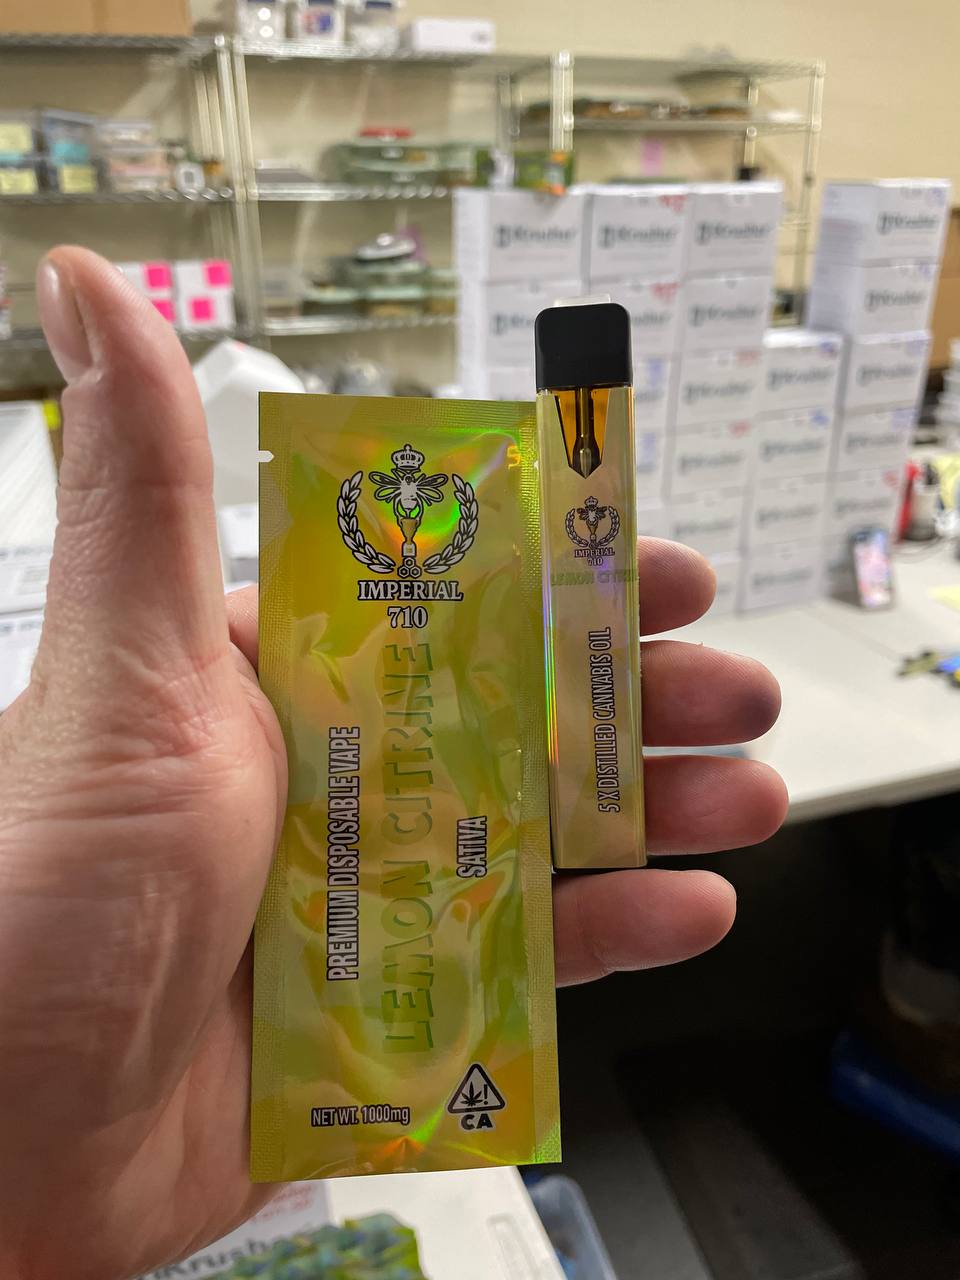 IMPERIAL
710
PREMIUM DISPOSABLE VAPE
LEMON CITRINE
SATIVA
NET WT. 1000mg
CA
IMPERIAL
710
LEMON CITRINE
5 X DISTILLED CANNABIS OIL